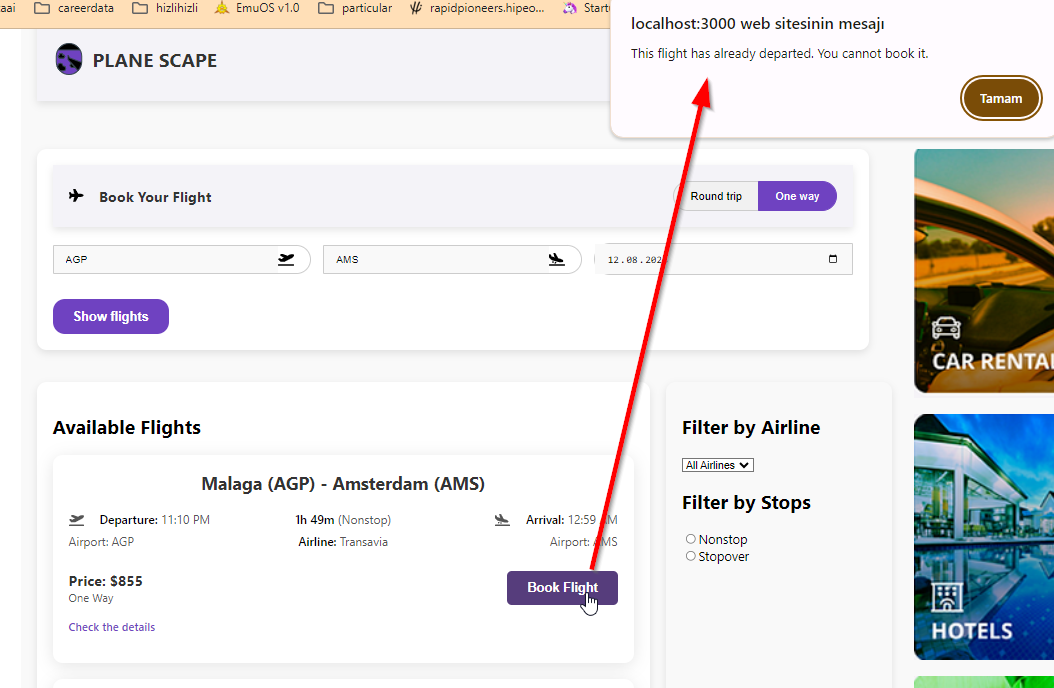 careerdata
hizlihizli
EmuOS v1.0
particular
rapidpioneers.hipeo...
localhost:3000 web sitesinin mesajı
This flight has already departed. You cannot book it.
Tamam
PLANE SCAPE
Book Your Flight
Round trip
One way
AGP
AMS
12.08.202
Show flights
CAR RENTA
Available Flights
Malaga (AGP) - Amsterdam (AMS)
Departure: 11:10 PM
1h 49m (Nonstop)
Arrival: 12:59 AM
Airport: AGP
Airline: Transavia
Airport: AMS
Price: $855
One Way
Book Flight
Check the details
Filter by Airline
All Airlines
Filter by Stops
Nonstop
Stopover
HOTELS